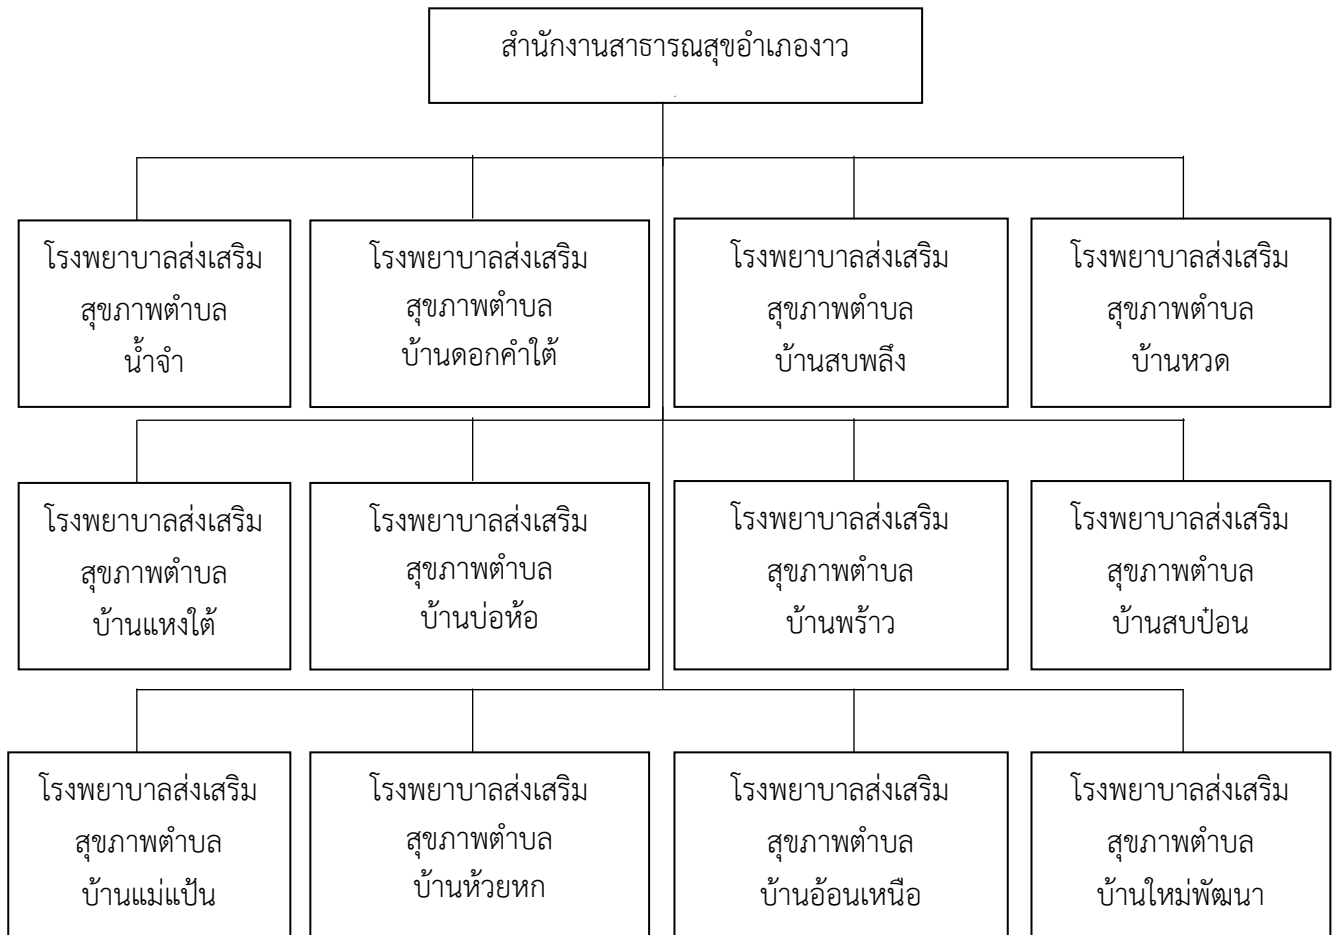 สำนักงานสาธารณสุขอำเภองาว
โรงพยาบาลส่งเสริม
สุขภาพตำบล
น้ำจำ
โรงพยาบาลส่งเสริม
สุขภาพตำบล
บ้านดอกคำใต้
โรงพยาบาลส่งเสริม
สุขภาพตำบล
บ้านสบพลึง
โรงพยาบาลส่งเสริม
สุขภาพตำบล
บ้านหวด
โรงพยาบาลส่งเสริม
สุขภาพตำบล
บ้านแหงใต้
โรงพยาบาลส่งเสริม
สุขภาพตำบล
บ้านบ่อห้อ
โรงพยาบาลส่งเสริม
สุขภาพตำบล
บ้านพร้าว
โรงพยาบาลส่งเสริม
สุขภาพตำบล
บ้านสบป๋อน
โรงพยาบาลส่งเสริม
สุขภาพตำบล
บ้านแม่แป้น
โรงพยาบาลส่งเสริม
สุขภาพตำบล
บ้านห้วยหก
โรงพยาบาลส่งเสริม
สุขภาพตำบล
บ้านอ้อนเหนือ
โรงพยาบาลส่งเสริม
สุขภาพตำบล
บ้านใหม่พัฒนา